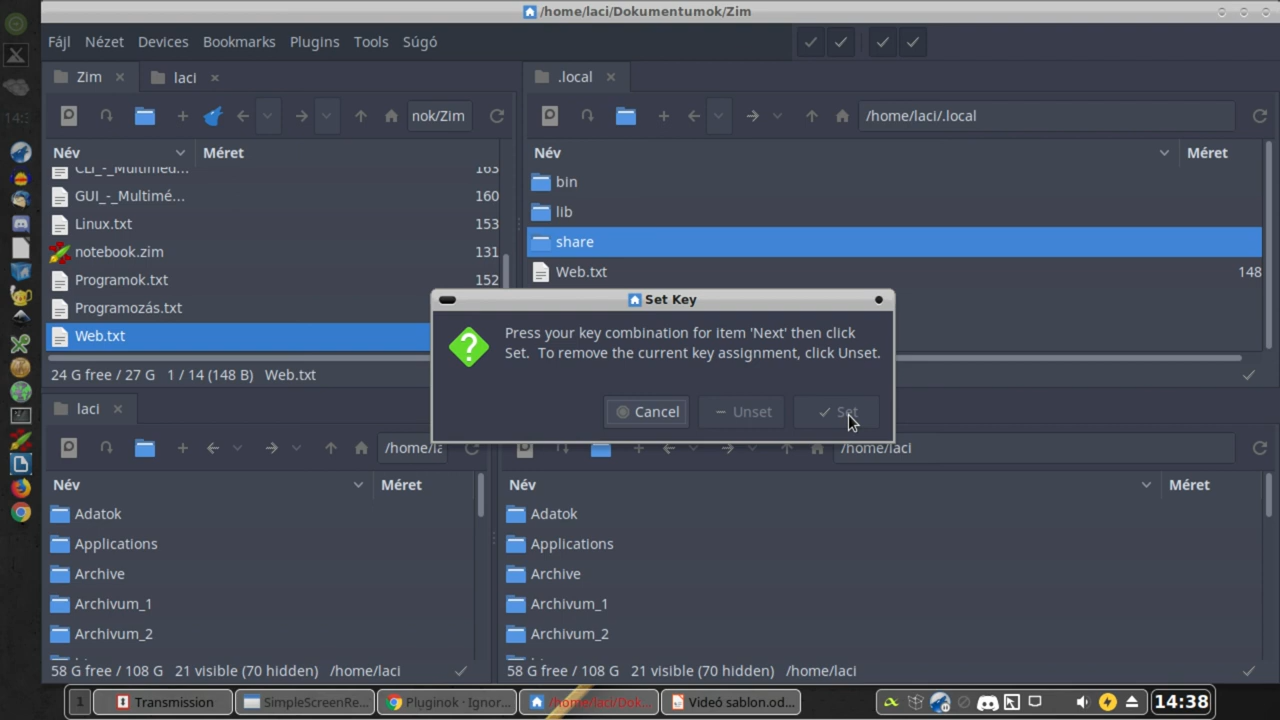 /home/laci/Dokumentumok/Zim
Fájl Nézet Devices Bookmarks Plugins Tools Súgó
Zim laci .local
nok/Zim /home/laci/.local
Név Méret Név Méret
CLI_-_Multimed... 163
GUI_-_Multimé... 160
Linux.txt 153
notebook.zim 131
Programok.txt 152
Programozás.txt
Web.txt
24 G free / 27 G 1 / 14 (148 B) Web.txt
bin
lib
share
Web.txt 148
Set Key
Press your key combination for item 'Next' then click
Set. To remove the current key assignment, click Unset.
Cancel Unset Set
laci
/home/la /home/laci
Név Méret Név Méret
Adatok
Applications
Archive
Archivum_1
Archivum_2
58 G free / 108 G 21 visible (70 hidden) /home/laci
Adatok
Applications
Archive
Archivum_1
Archivum_2
58 G free / 108 G 21 visible (70 hidden) /home/laci
1 Transmission SimpleScreenRe... Pluginok - Ignor... /home/laci/Dok... Videó sablon.od... 14:38